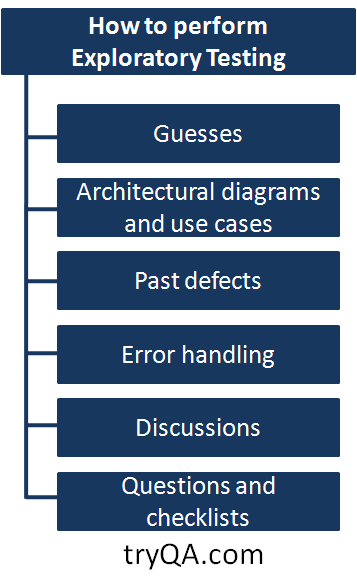 How to perform
Exploratory Testing
Guesses
Architectural diagrams
and use cases
Past defects
Error handling
Discussions
Questions and
checklists
tryQA.com